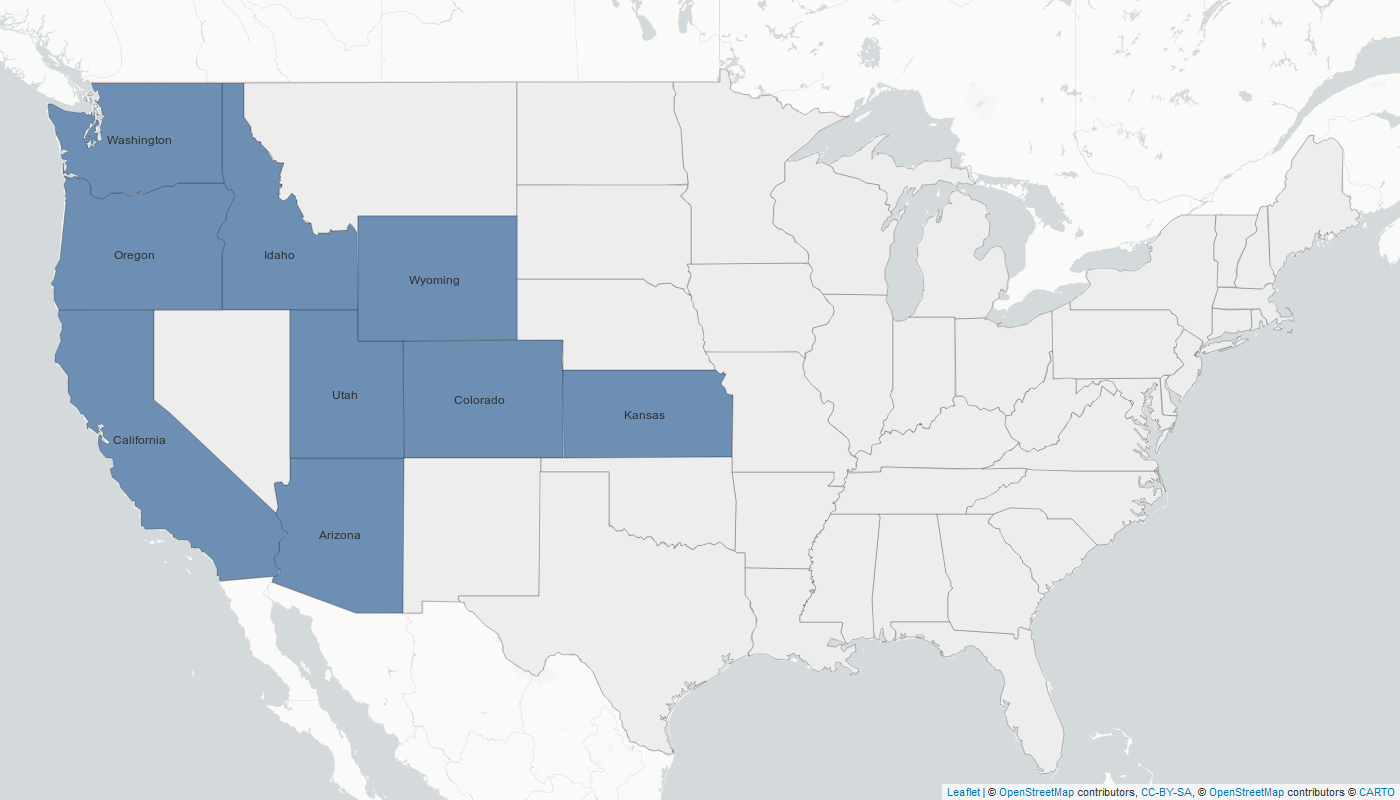 Washington
Oregon
Idaho
Wyoming
Utah
Colorado
Kansas
California
Arizona
Leaflet | © OpenStreetMap contributors, CC-BY-SA, © OpenStreetMap contributors © CARTO